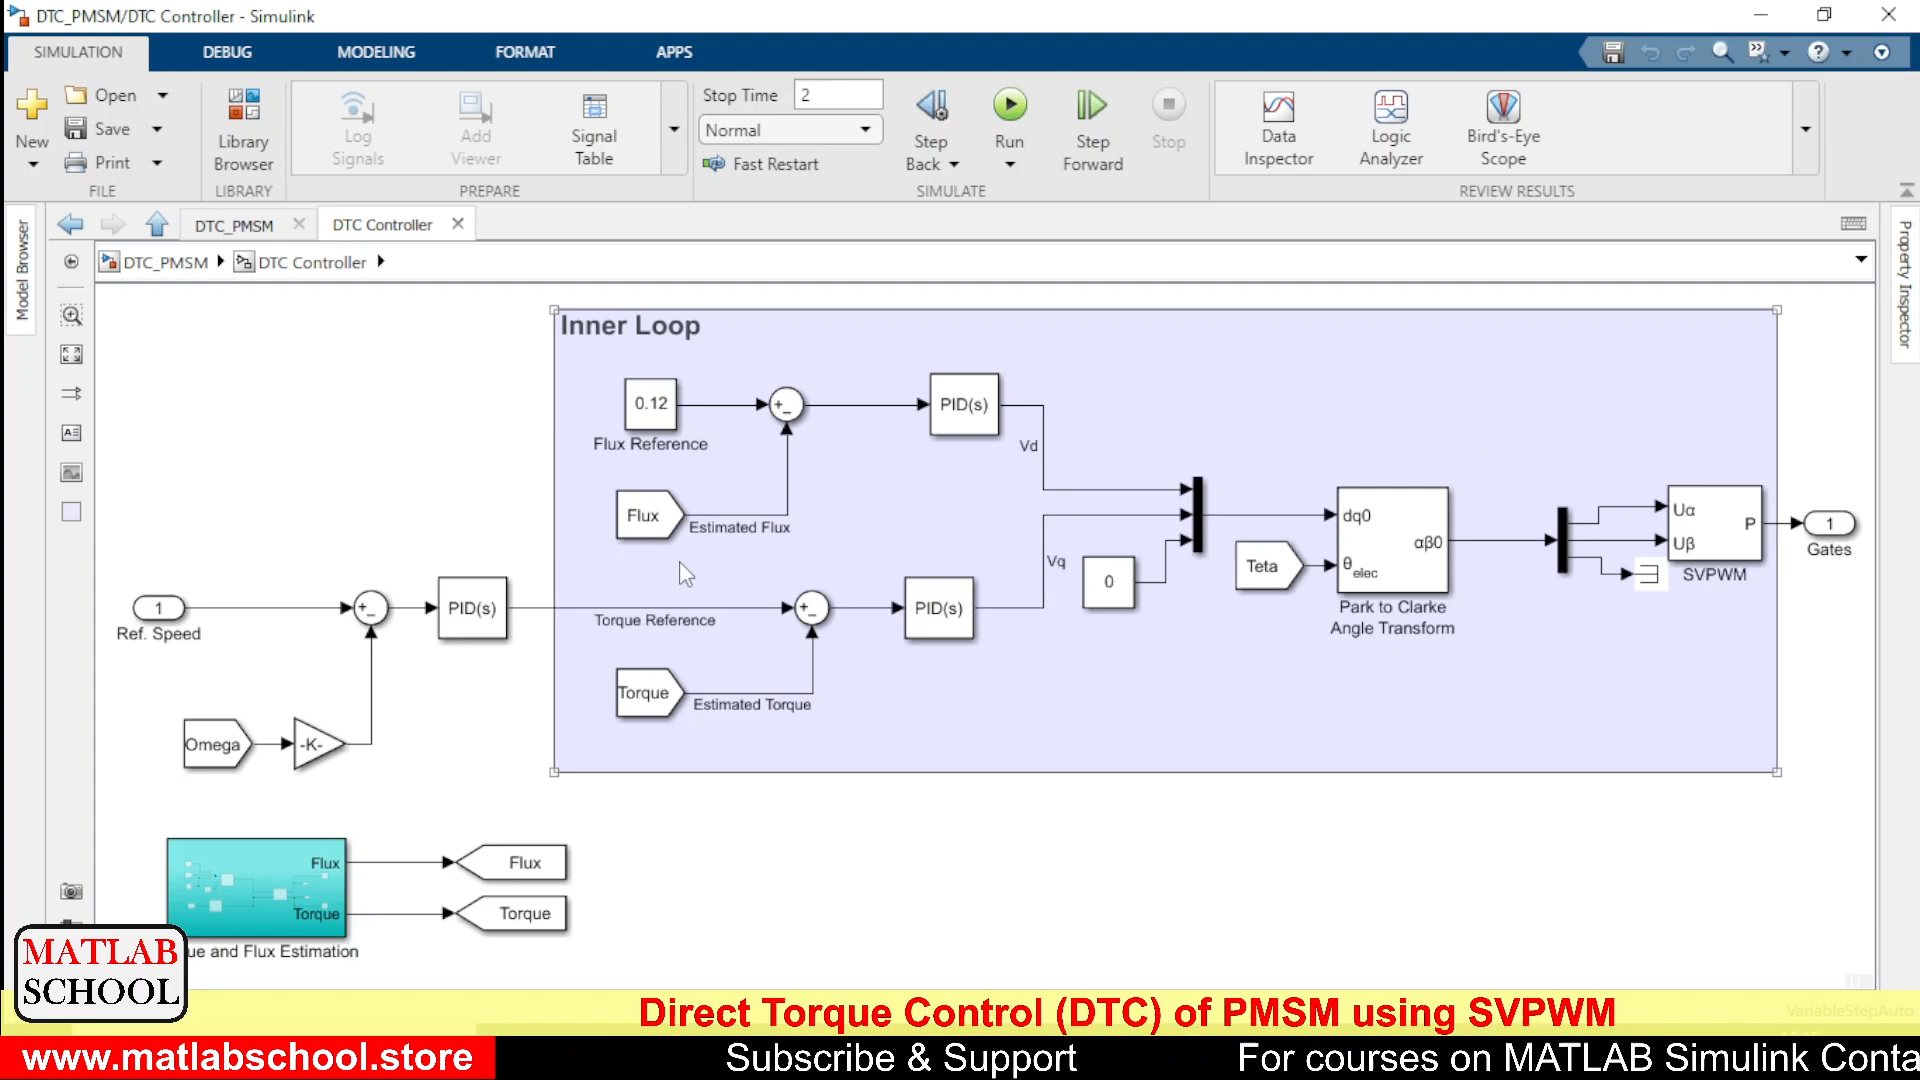 DTC_PMSM/DTC Controller - Simulink
SIMULATION
DEBUG
MODELING
FORMAT
APPS
New
Open
Save
Print
FILE
Library
Browser
LIBRARY
Log
Signals
Add
Viewer
Signal
Table
PREPARE
Stop Time
2
Normal
Fast Restart
Step
Back
Run
Step
Forward
Stop
SIMULATE
Data
Inspector
Logic
Analyzer
Bird's-Eye
Scope
REVIEW RESULTS
Model Browser
DTC_PMSM
DTC Controller
DTC_PMSM
DTC Controller
Property Inspector
Inner Loop
0.12
Flux Reference
+_
PID(s)
Vd
Flux
Estimated Flux
1
Ref. Speed
+_
PID(s)
Torque Reference
+_
PID(s)
Vq
0
Torque
Estimated Torque
Omega
-K-
Teta
dq0
θelec
αβ0
Park to Clarke
Angle Transform
Uα
Uβ
P
SVPWM
1
Gates
Flux
Torque
ue and Flux Estimation
Flux
Torque
MATLAB
SCHOOL
Direct Torque Control (DTC) of PMSM using SVPWM
VariableStepAuto
www.matlabschool.store
Subscribe & Support
For courses on MATLAB Simulink Conta